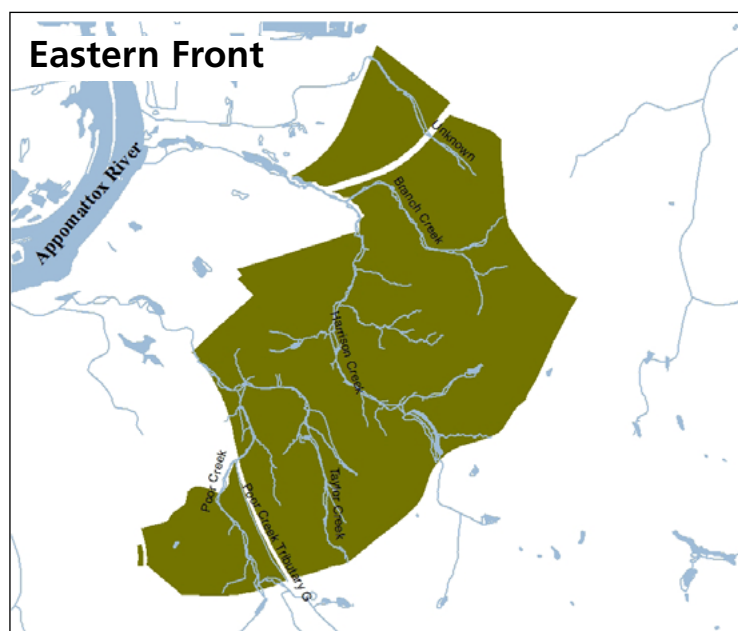 Eastern Front
Unknown
Appomattox River
Branch Creek
Harrison Creek
Poor Creek
Taylor Creek
Poor Creek Tributary G